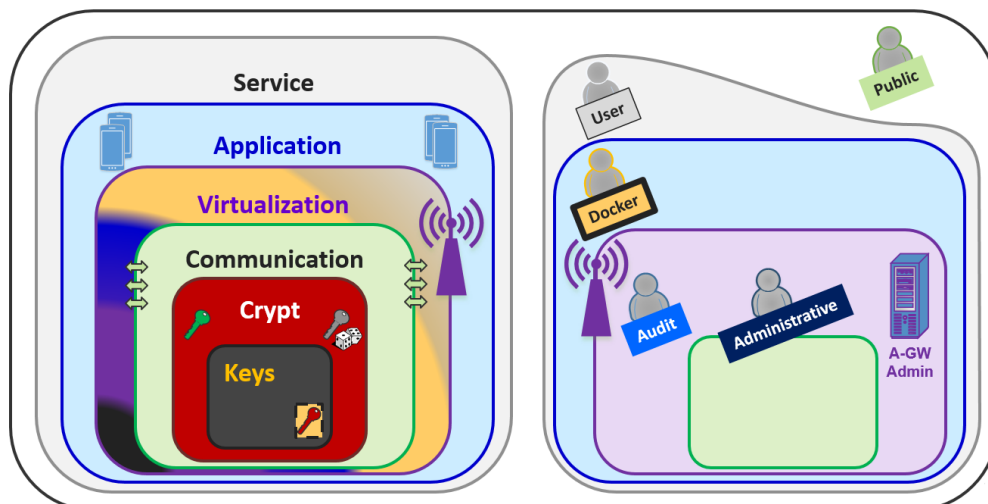 Service
Application
Virtualization
Communication
Crypt
Keys
Public
User
Docker
Audit
Administrative
A-GW
Admin